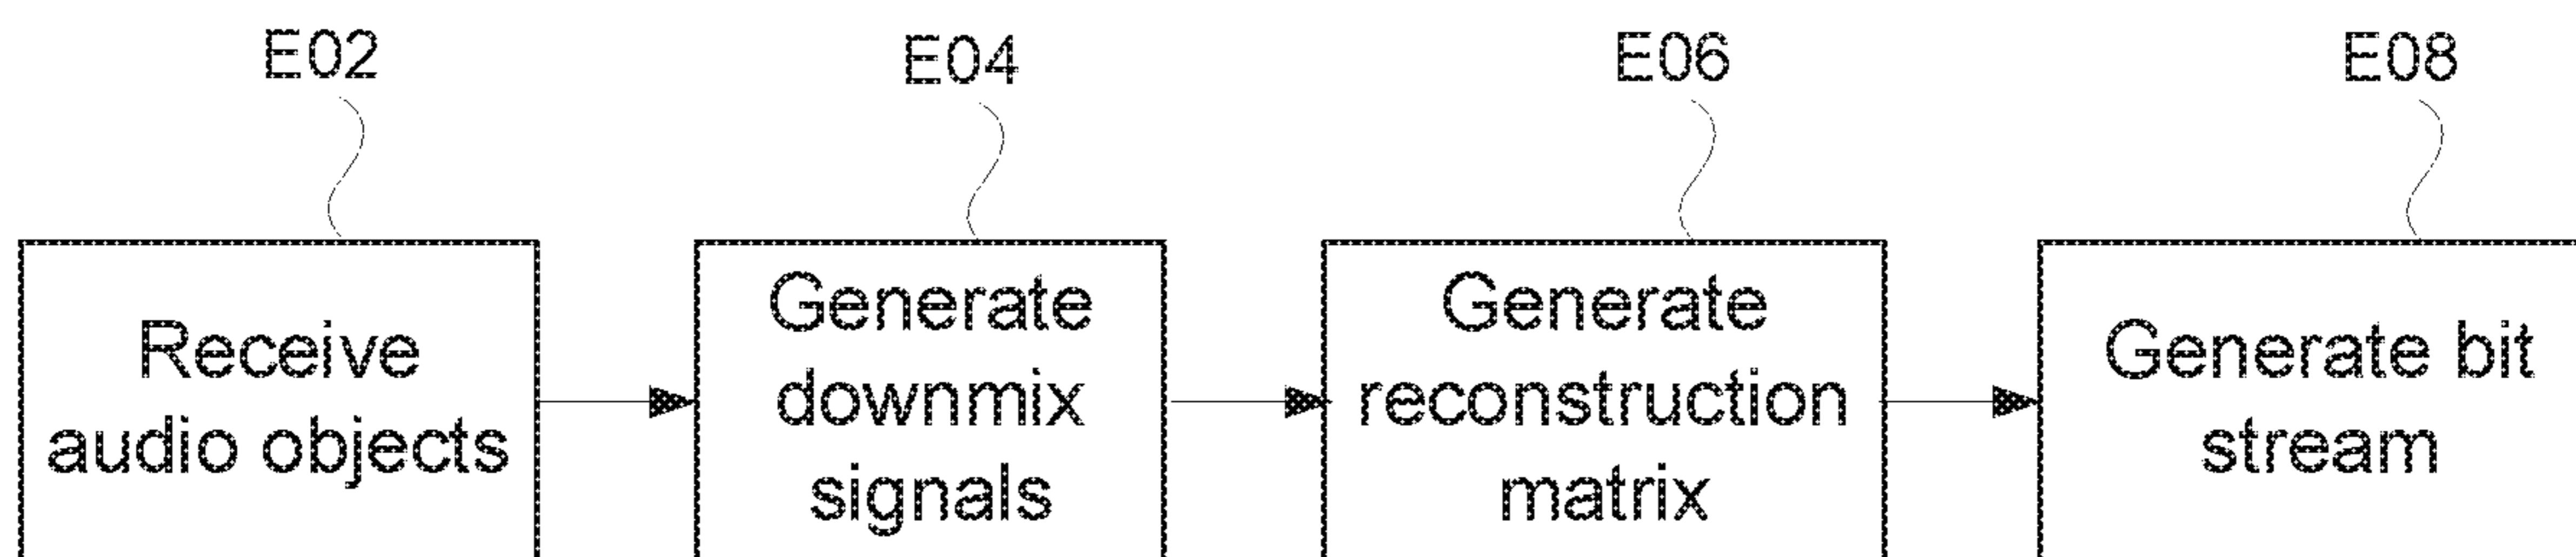 E02
E04
E06
E08
Receive
audio objects
Generate
downmix
signals
Generate
reconstruction
matrix
Generate bit
stream